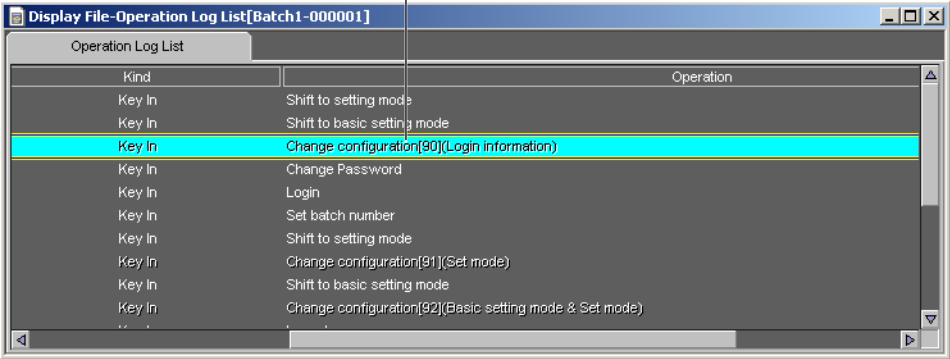 Display File-Operation Log List[Batch1-000001]
Operation Log List
Kind Operation
Key In Shift to setting mode
Key In Shift to basic setting mode
Key In Change configuration[90](Login information)
Key In Change Password
Key In Login
Key In Set batch number
Key In Shift to setting mode
Key In Change configuration[91](Set mode)
Key In Shift to basic setting mode
Key In Change configuration[92](Basic setting mode & Set mode)